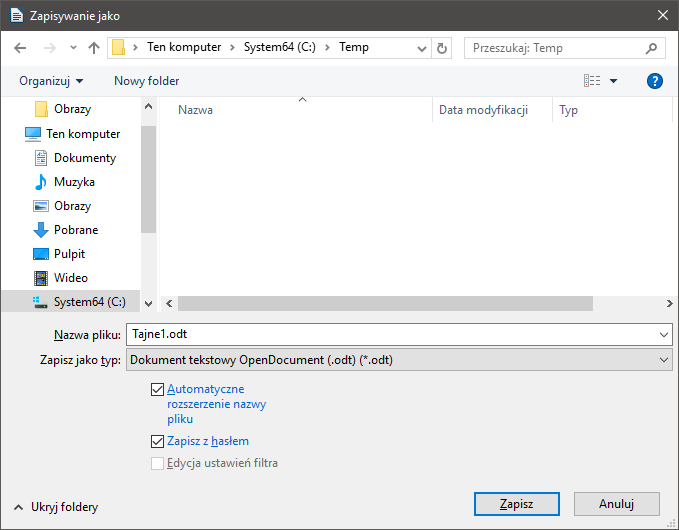 Zapisywanie jako
Ten komputer System64 (C:) Temp
Przeszukaj: Temp
Organizuj Nowy folder
?
Obrazy
Ten komputer
Dokumenty
Muzyka
Obrazy
Pobrane
Pulpit
Wideo
System64 (C:)
Nazwa Data modyfikacji Typ
Nazwa pliku: Tajne1.odt
Zapisz jako typ: Dokument tekstowy OpenDocument (.odt) (*.odt)
Automatyczne
rozszerzenie nazwy
pliku
Zapisz z hasłem
Edycja ustawień filtra
Ukryj foldery
Zapisz Anuluj